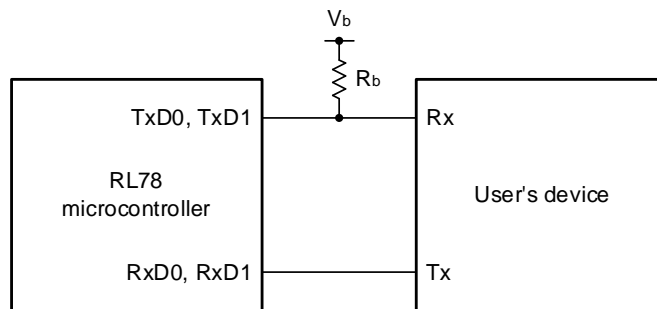 Vb
Rb
TxD0, TxD1
Rx
RL78
microcontroller
User's device
RxD0, RxD1
Tx